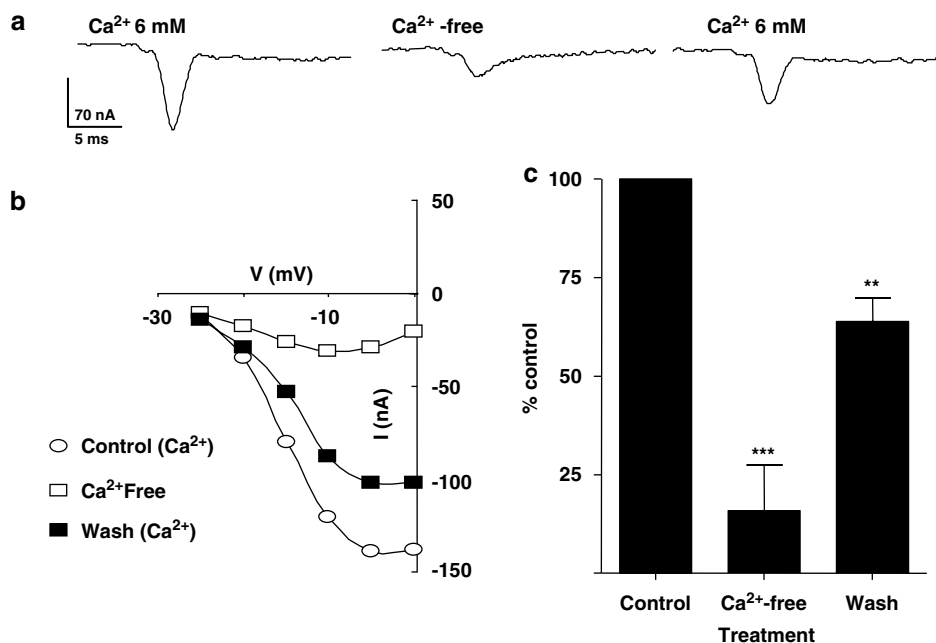 a
Ca²⁺ 6 mM
Ca²⁺ -free
Ca²⁺ 6 mM
70 nA
5 ms
b
50
V (mV)
0
-30
-10
-50
I (nA)
-100
-150
Control (Ca²⁺)
Ca²⁺Free
Wash (Ca²⁺)
c
100
75
50
25
% control
***
**
Control
Ca²⁺-free
Wash
Treatment